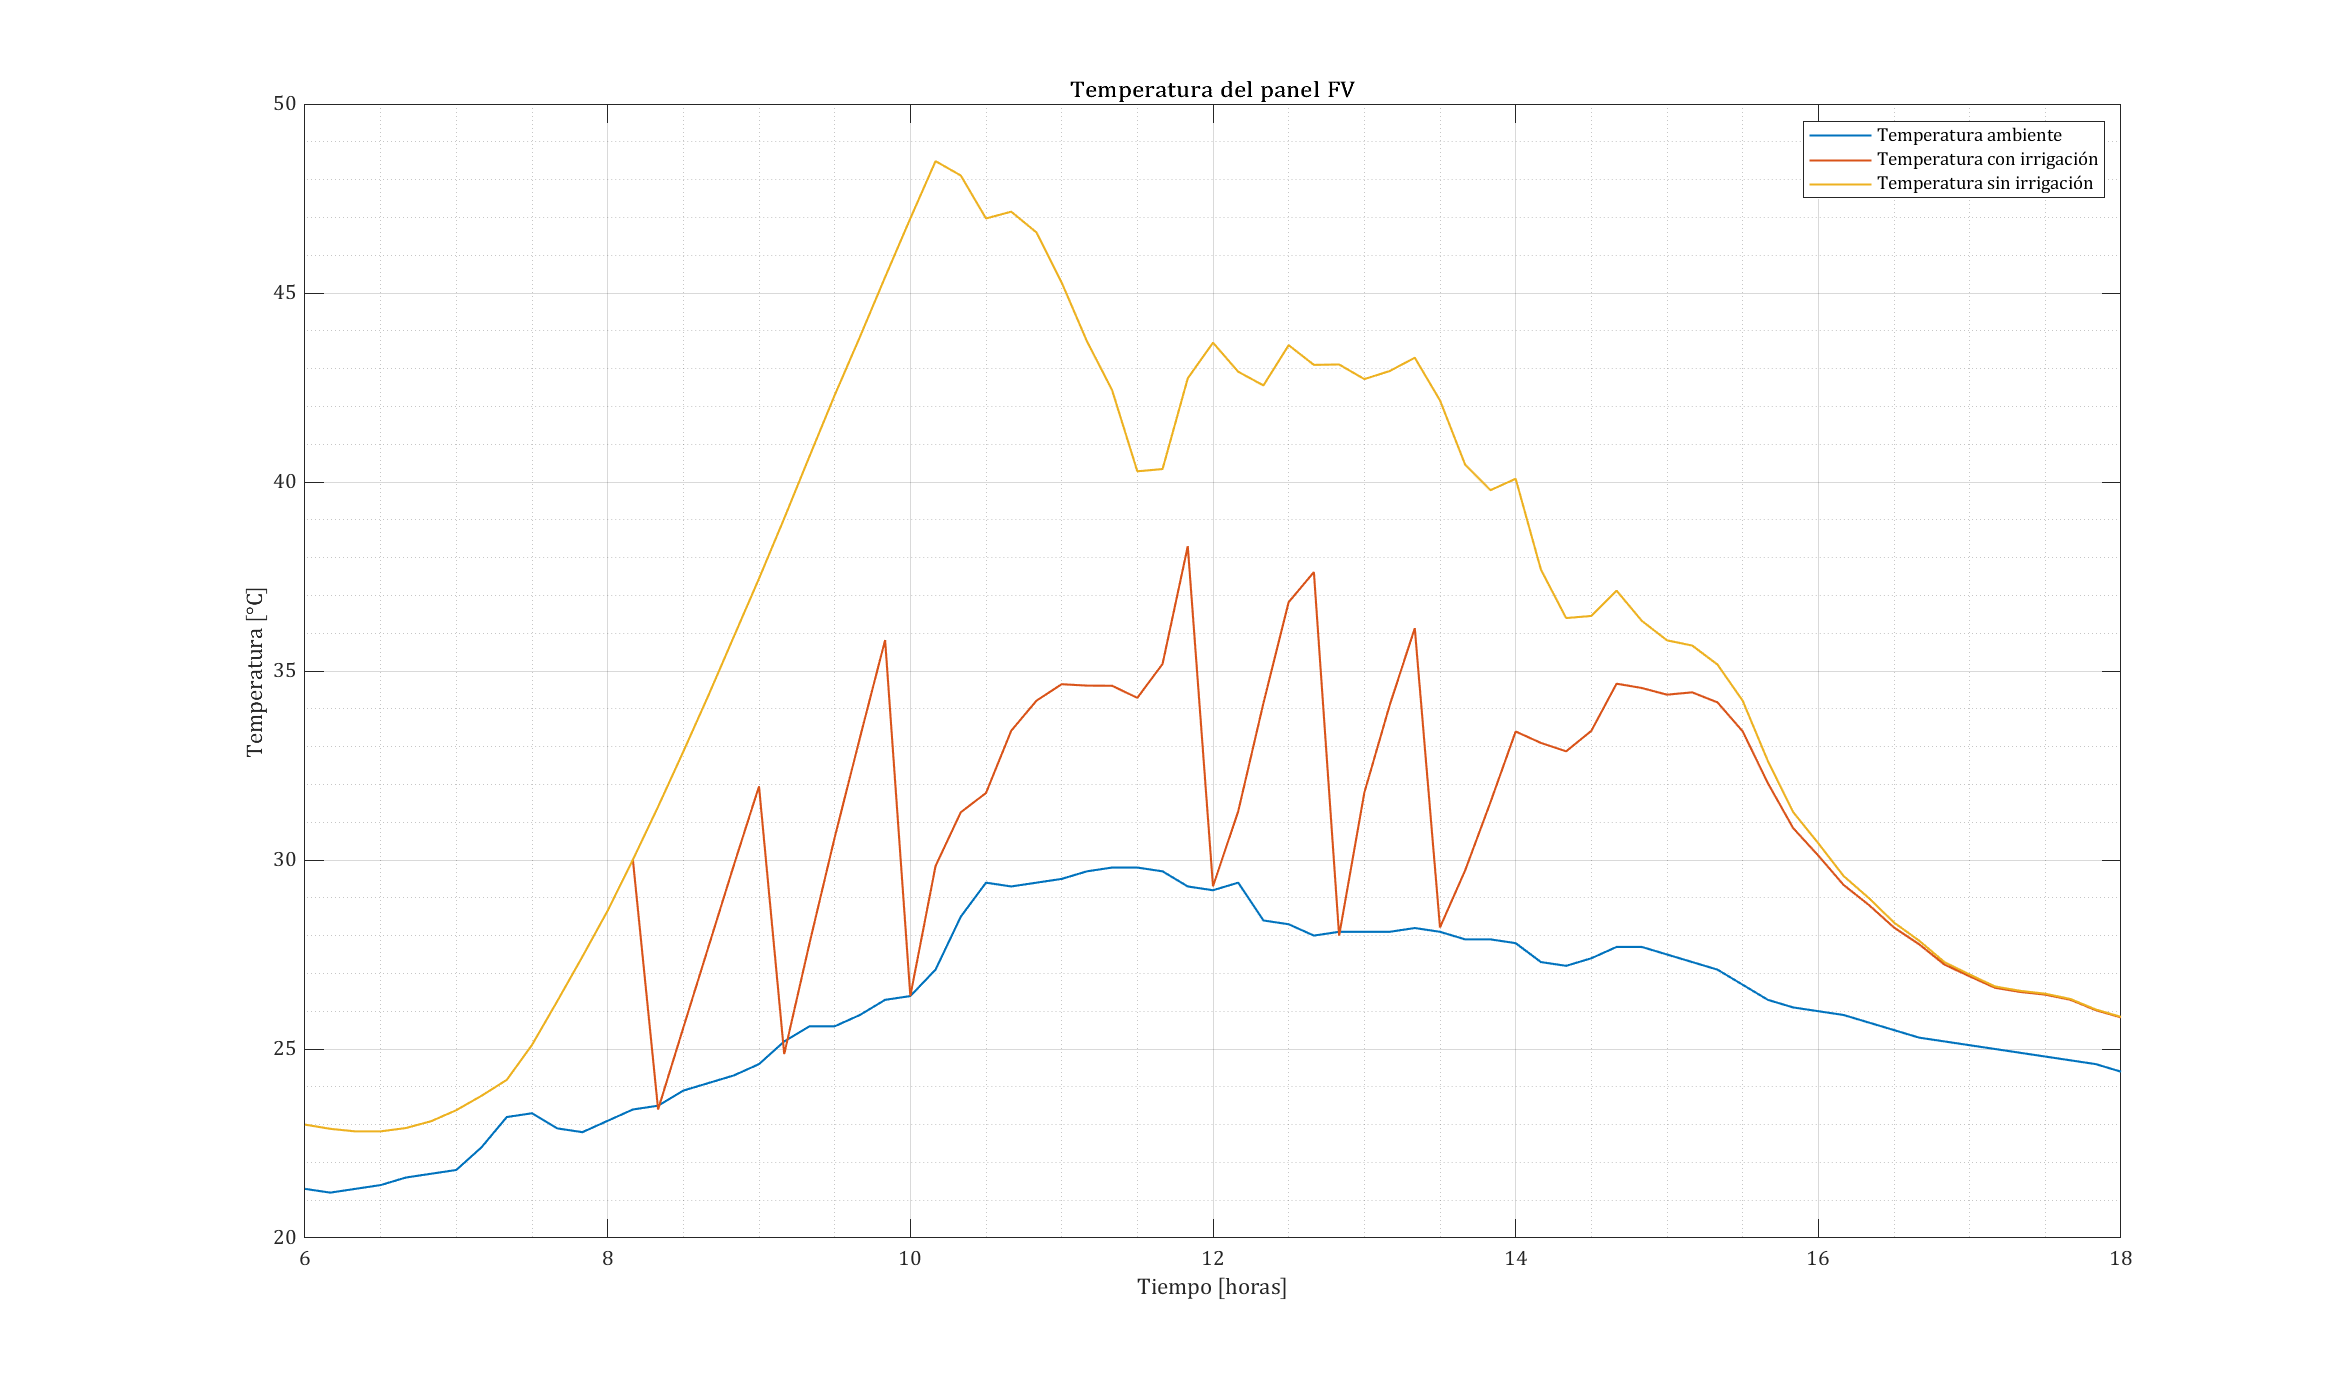 Temperatura del panel FV
50
45
40
35
30
25
20
Temperatura [°C]
Temperatura ambiente
Temperatura con irrigación
Temperatura sin irrigación
6 8 10 12 14 16 18
Tiempo [horas]